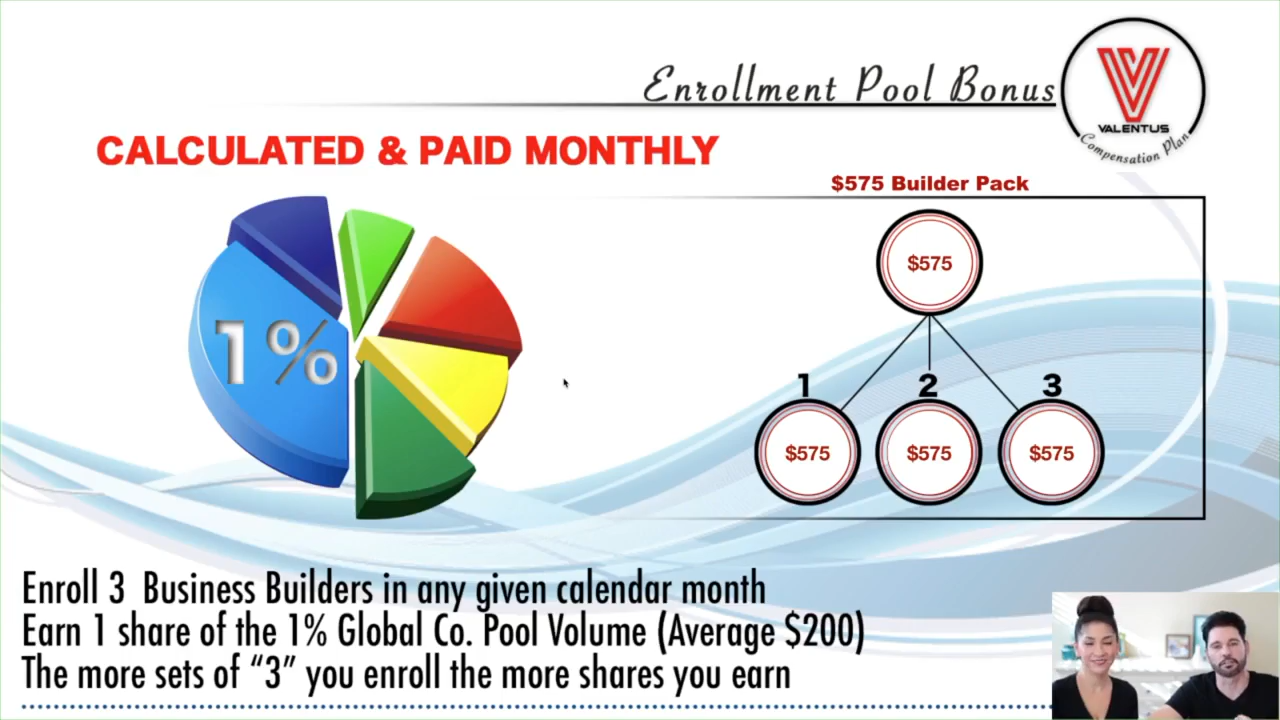 Enrollment Pool Bonus
VALENTUS
Compensation Plan
CALCULATED & PAID MONTHLY
$575 Builder Pack
$575
1%
1 2 3
$575 $575 $575
Enroll 3 Business Builders in any given calendar month
Earn 1 share of the 1% Global Co. Pool Volume (Average $200)
The more sets of “3” you enroll the more shares you earn